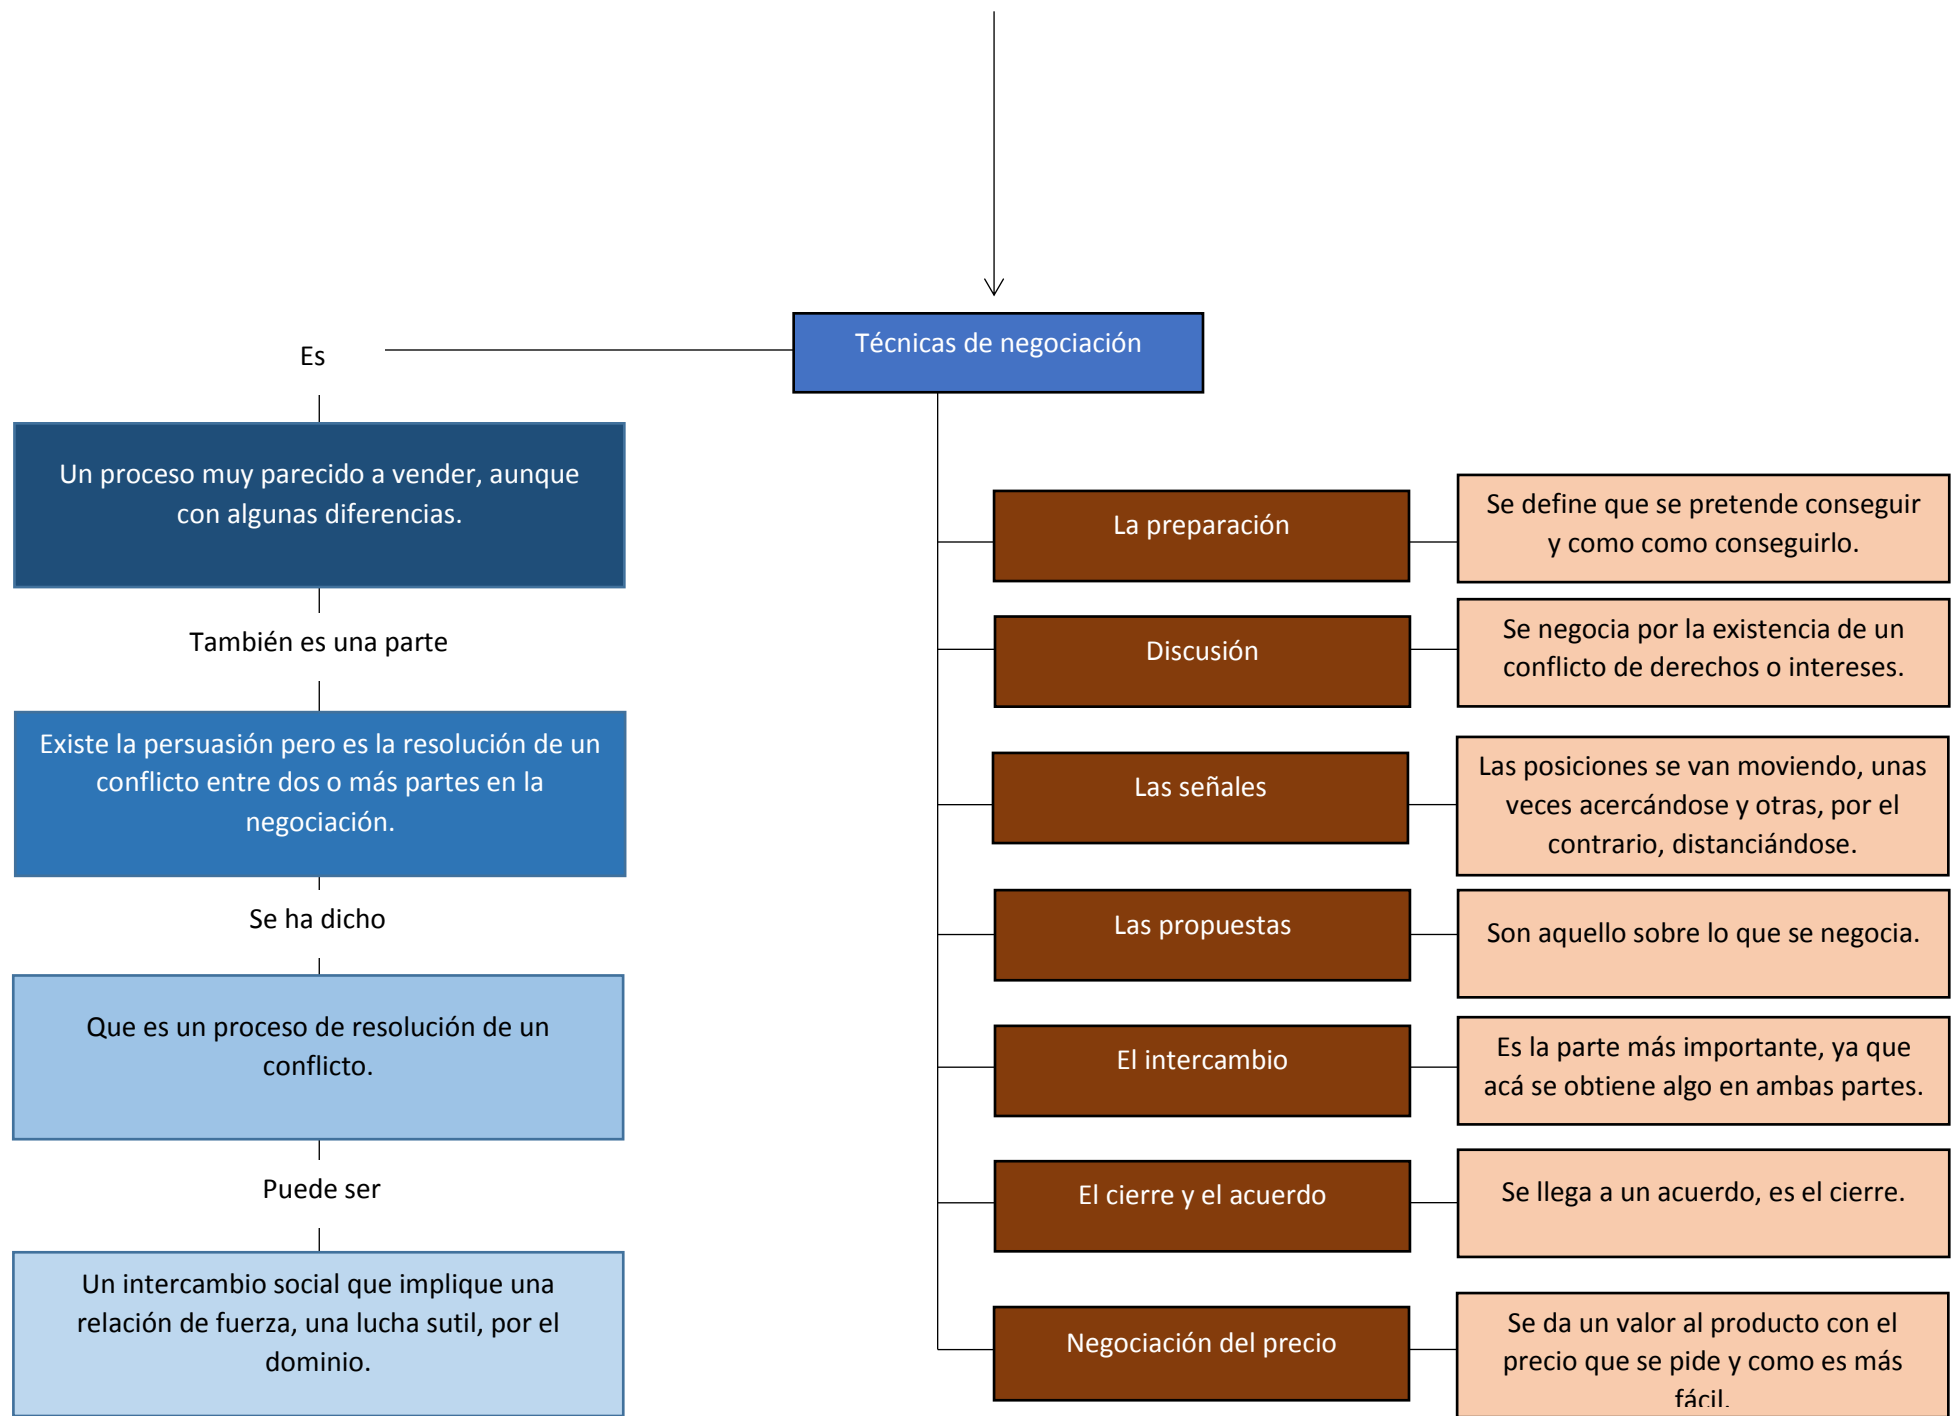 Técnicas de negociación
Es
Un proceso muy parecido a vender, aunque
con algunas diferencias.
También es una parte
Existe la persuasión pero es la resolución de un
conflicto entre dos o más partes en la
negociación.
Se ha dicho
Que es un proceso de resolución de un
conflicto.
Puede ser
Un intercambio social que implique una
relación de fuerza, una lucha sutil, por el
dominio.
La preparación
Se define que se pretende conseguir
y como como conseguirlo.
Discusión
Se negocia por la existencia de un
conflicto de derechos o intereses.
Las señales
Las posiciones se van moviendo, unas
veces acercándose y otras, por el
contrario, distanciándose.
Las propuestas
Son aquello sobre lo que se negocia.
El intercambio
Es la parte más importante, ya que
acá se obtiene algo en ambas partes.
El cierre y el acuerdo
Se llega a un acuerdo, es el cierre.
Negociación del precio
Se da un valor al producto con el
precio que se pide y como es más
fácil.